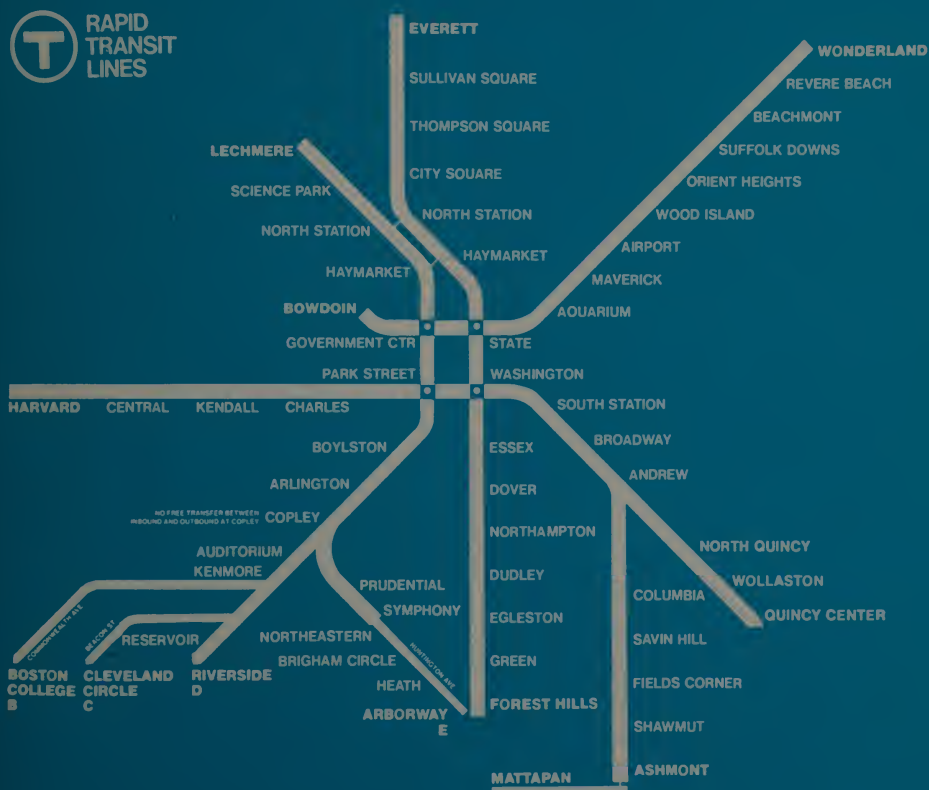 T
RAPID
TRANSIT
LINES
EVERETT
SULLIVAN SQUARE
THOMPSON SQUARE
CITY SQUARE
NORTH STATION
HAYMARKET
WONDERLAND
REVERE BEACH
BEACHMONT
SUFFOLK DOWNS
ORIENT HEIGHTS
WOOD ISLAND
AIRPORT
MAVERICK
AQUARIUM
LECHMERE
SCIENCE PARK
NORTH STATION
HAYMARKET
BOWDOIN
GOVERNMENT CTR
STATE
PARK STREET
WASHINGTON
HARVARD
CENTRAL
KENDALL
CHARLES
SOUTH STATION
BROADWAY
ANDREW
NORTH QUINCY
WOLLASTON
QUINCY CENTER
COLUMBIA
SAVIN HILL
FIELDS CORNER
SHAWMUT
ASHMONT
MATTAPAN
ESSEX
DOVER
NORTHAMPTON
DUDLEY
EGLESTON
GREEN
FOREST HILLS
BOYLSTON
ARLINGTON
NO FREE TRANSFER BETWEEN
INBOUND AND OUTBOUND AT COPLEY
COPLEY
AUDITORIUM
KENMORE
PRUDENTIAL
SYMPHONY
NORTHEASTERN
BRIGHAM CIRCLE
HEATH
HUNTINGTON AVE
ARBORWAY
E
COMMONWEALTH AVE
BEACON ST
RESERVOIR
BOSTON
COLLEGE
B
CLEVELAND
CIRCLE
C
RIVERSIDE
D